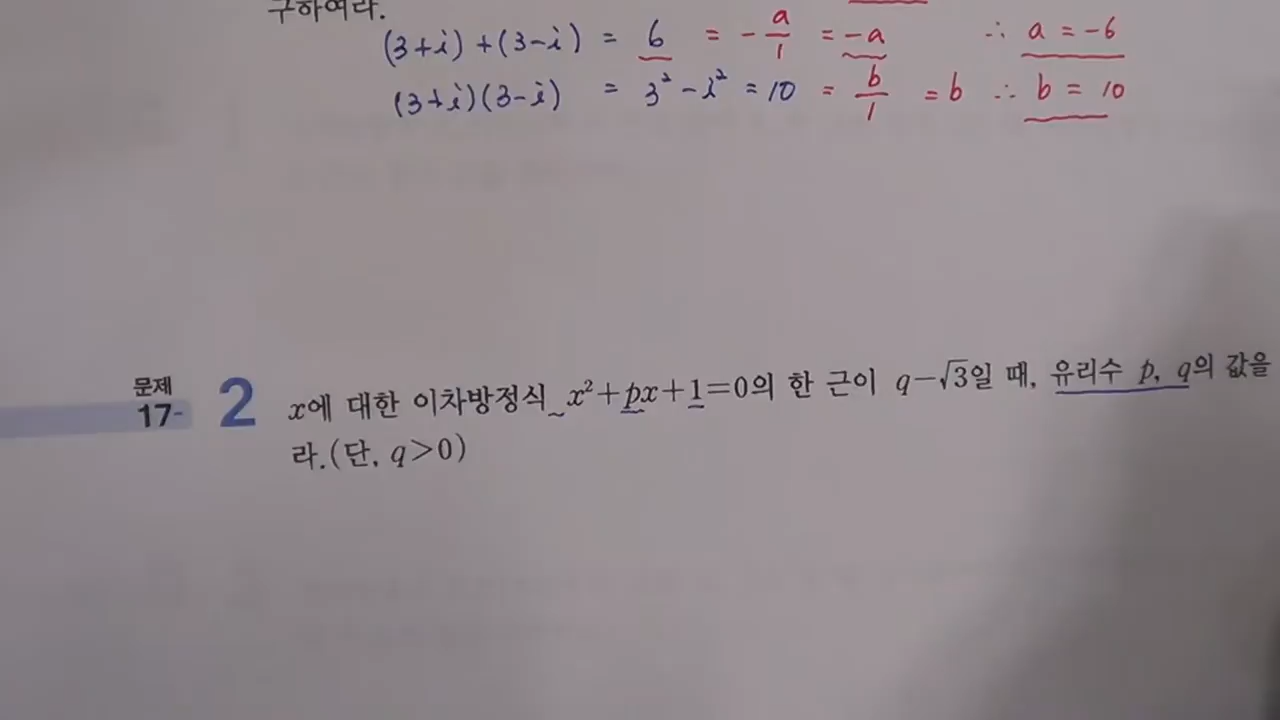 구하여라.
(3+i)+(3-i) = 6 = -a/1 = -a ∴ a = -6
(3+i)(3-i) = 3²-i² = 10 = b/1 = b ∴ b = 10
문제
17- 2 x에 대한 이차방정식 x²+px+1=0의 한 근이 q-√3일 때, 유리수 p, q의 값을
라.(단, q>0)